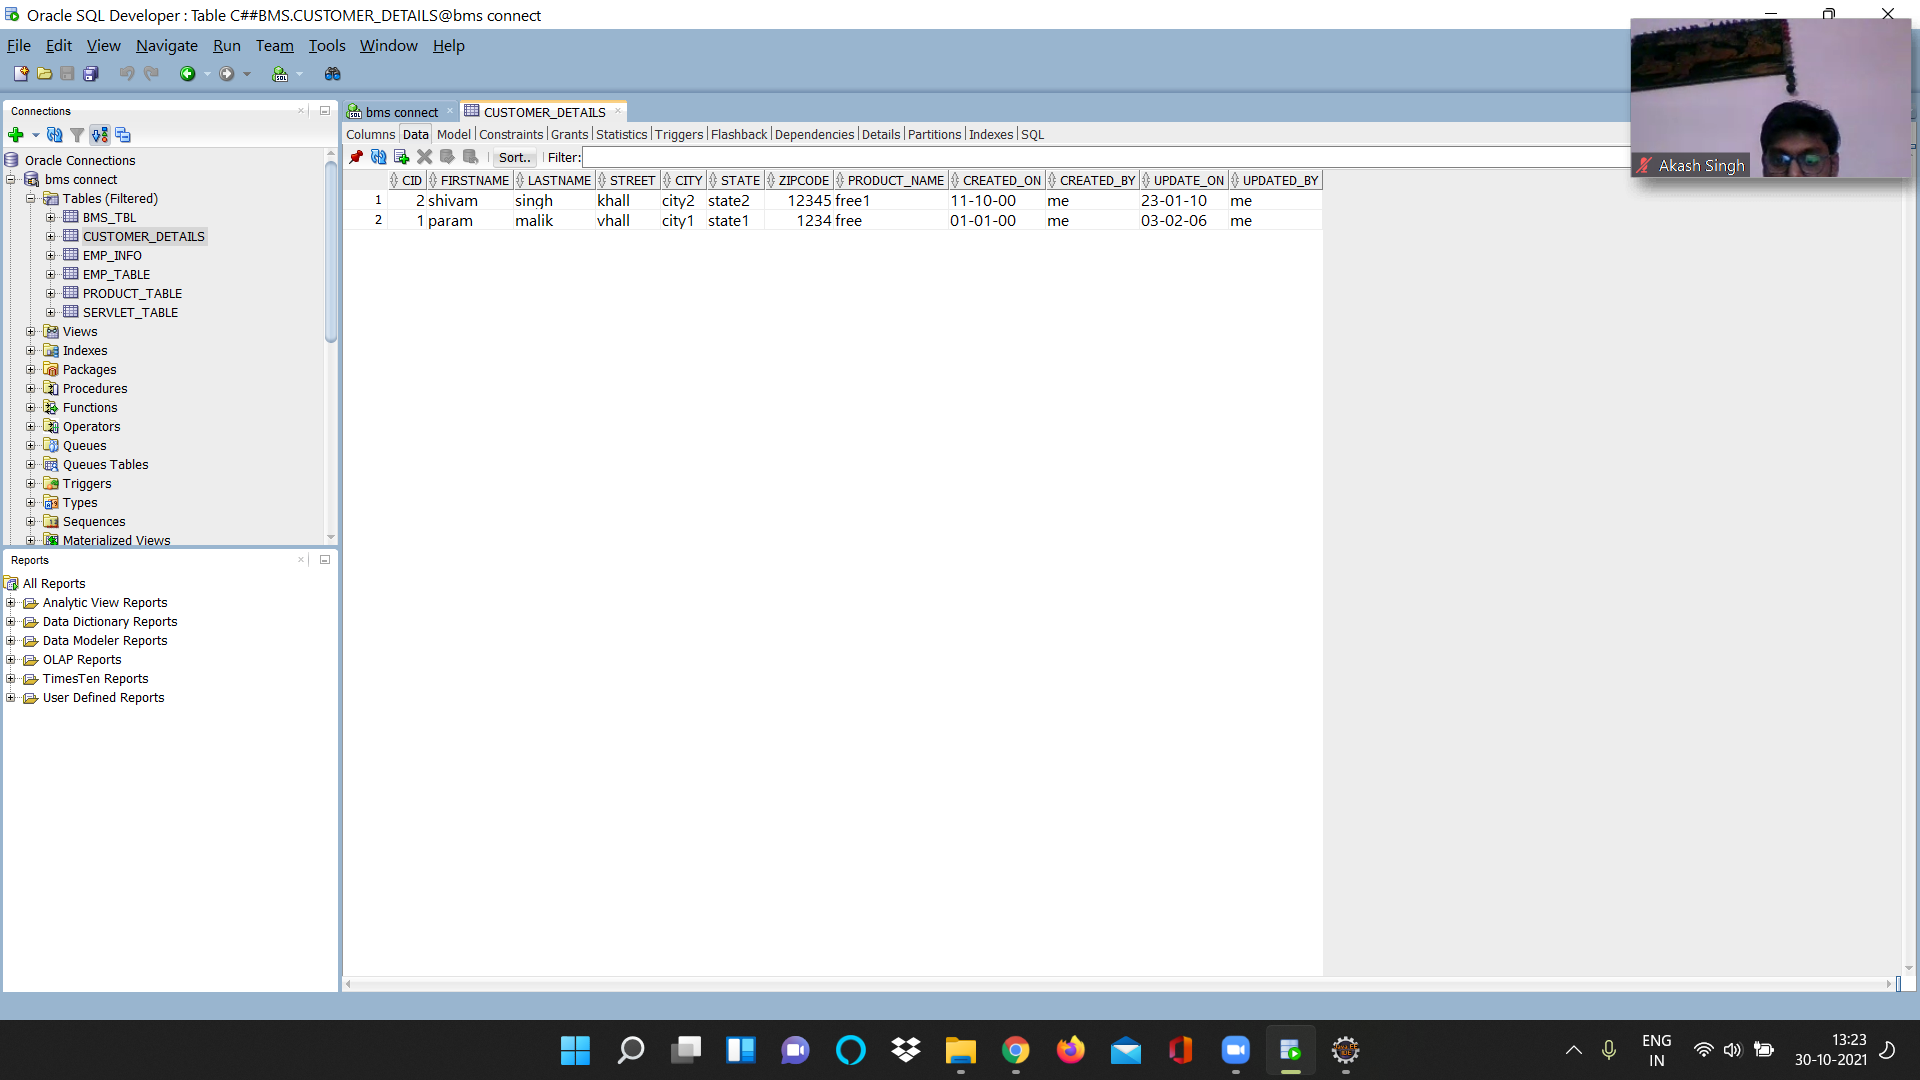 Oracle SQL Developer : Table C##BMS.CUSTOMER_DETAILS@bms connect
File Edit View Navigate Run Team Tools Window Help
Connections
Oracle Connections
bms connect
Tables (Filtered)
BMS_TBL
CUSTOMER_DETAILS
EMP_INFO
EMP_TABLE
PRODUCT_TABLE
SERVLET_TABLE
Views
Indexes
Packages
Procedures
Functions
Operators
Queues
Queues Tables
Triggers
Types
Sequences
Materialized Views
Reports
All Reports
Analytic View Reports
Data Dictionary Reports
Data Modeler Reports
OLAP Reports
TimesTen Reports
User Defined Reports
bms connect CUSTOMER_DETAILS
Columns Data Model Constraints Grants Statistics Triggers Flashback Dependencies Details Partitions Indexes SQL
Sort.. Filter:
CID FIRSTNAME LASTNAME STREET CITY STATE ZIPCODE PRODUCT_NAME CREATED_ON CREATED_BY UPDATE_ON UPDATED_BY
1 2 shivam singh khall city2 state2 12345 free1 11-10-00 me 23-01-10 me
2 1 param malik vhall city1 state1 1234 free 01-01-00 me 03-02-06 me
Akash Singh
ENG
IN
13:23
30-10-2021